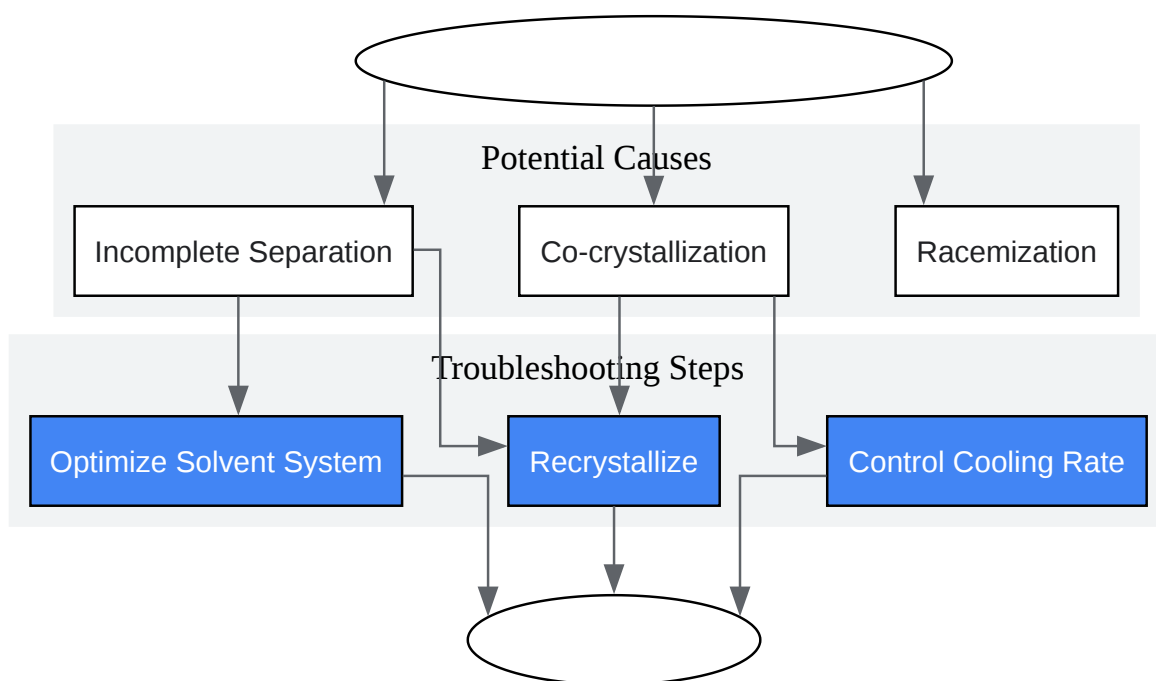 Potential Causes
Incomplete Separation
Co-crystallization
Racemization
Troubleshooting Steps
Optimize Solvent System
Recrystallize
Control Cooling Rate